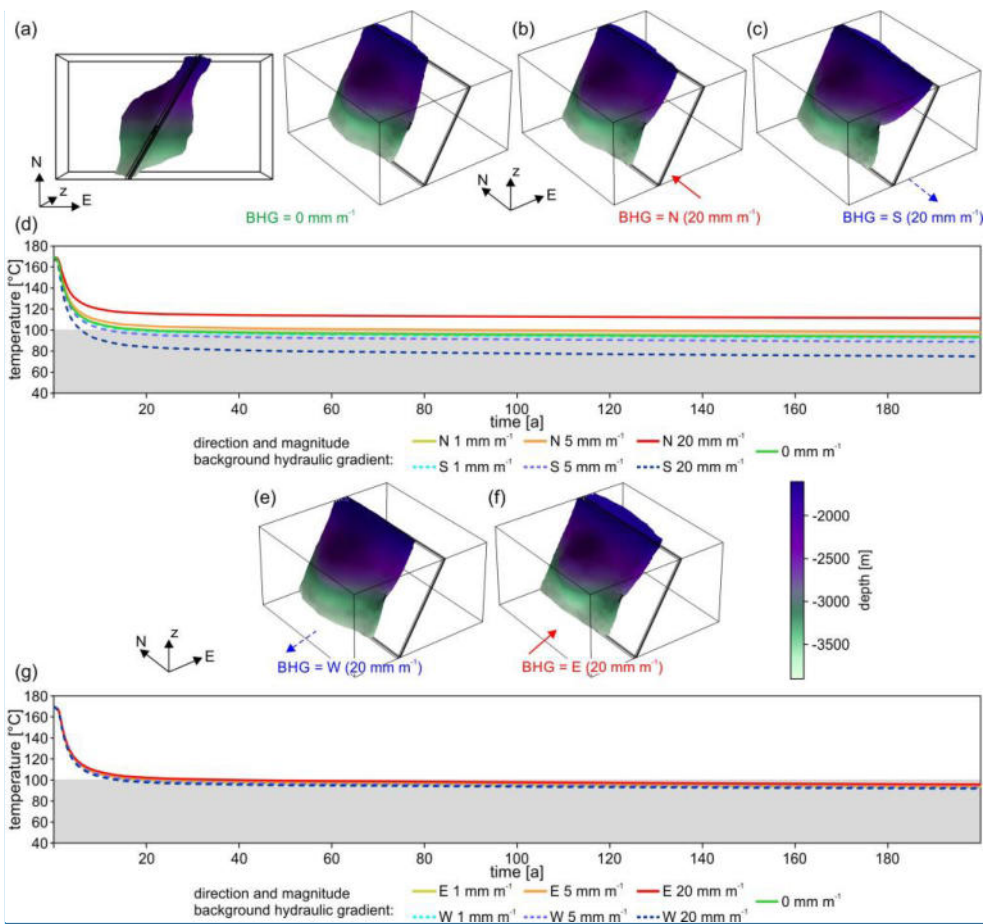 (a)
(b)
(c)
N
z
E
N
z
E
BHG = 0 mm m⁻¹
BHG = N (20 mm m⁻¹)
BHG = S (20 mm m⁻¹)
(d)
temperature [°C]
180
160
140
120
100
80
60
40
20 40 60 80 100 120 140 160 180
time [a]
direction and magnitude
background hydraulic gradient:
N 1 mm m⁻¹ N 5 mm m⁻¹ N 20 mm m⁻¹ 0 mm m⁻¹
S 1 mm m⁻¹ S 5 mm m⁻¹ S 20 mm m⁻¹
(e)
(f)
-2000
-2500
-3000
-3500
depth [m]
N
z
E
BHG = W (20 mm m⁻¹)
BHG = E (20 mm m⁻¹)
(g)
temperature [°C]
180
160
140
120
100
80
60
40
20 40 60 80 100 120 140 160 180
time [a]
direction and magnitude
background hydraulic gradient:
E 1 mm m⁻¹ E 5 mm m⁻¹ E 20 mm m⁻¹ 0 mm m⁻¹
W 1 mm m⁻¹ W 5 mm m⁻¹ W 20 mm m⁻¹